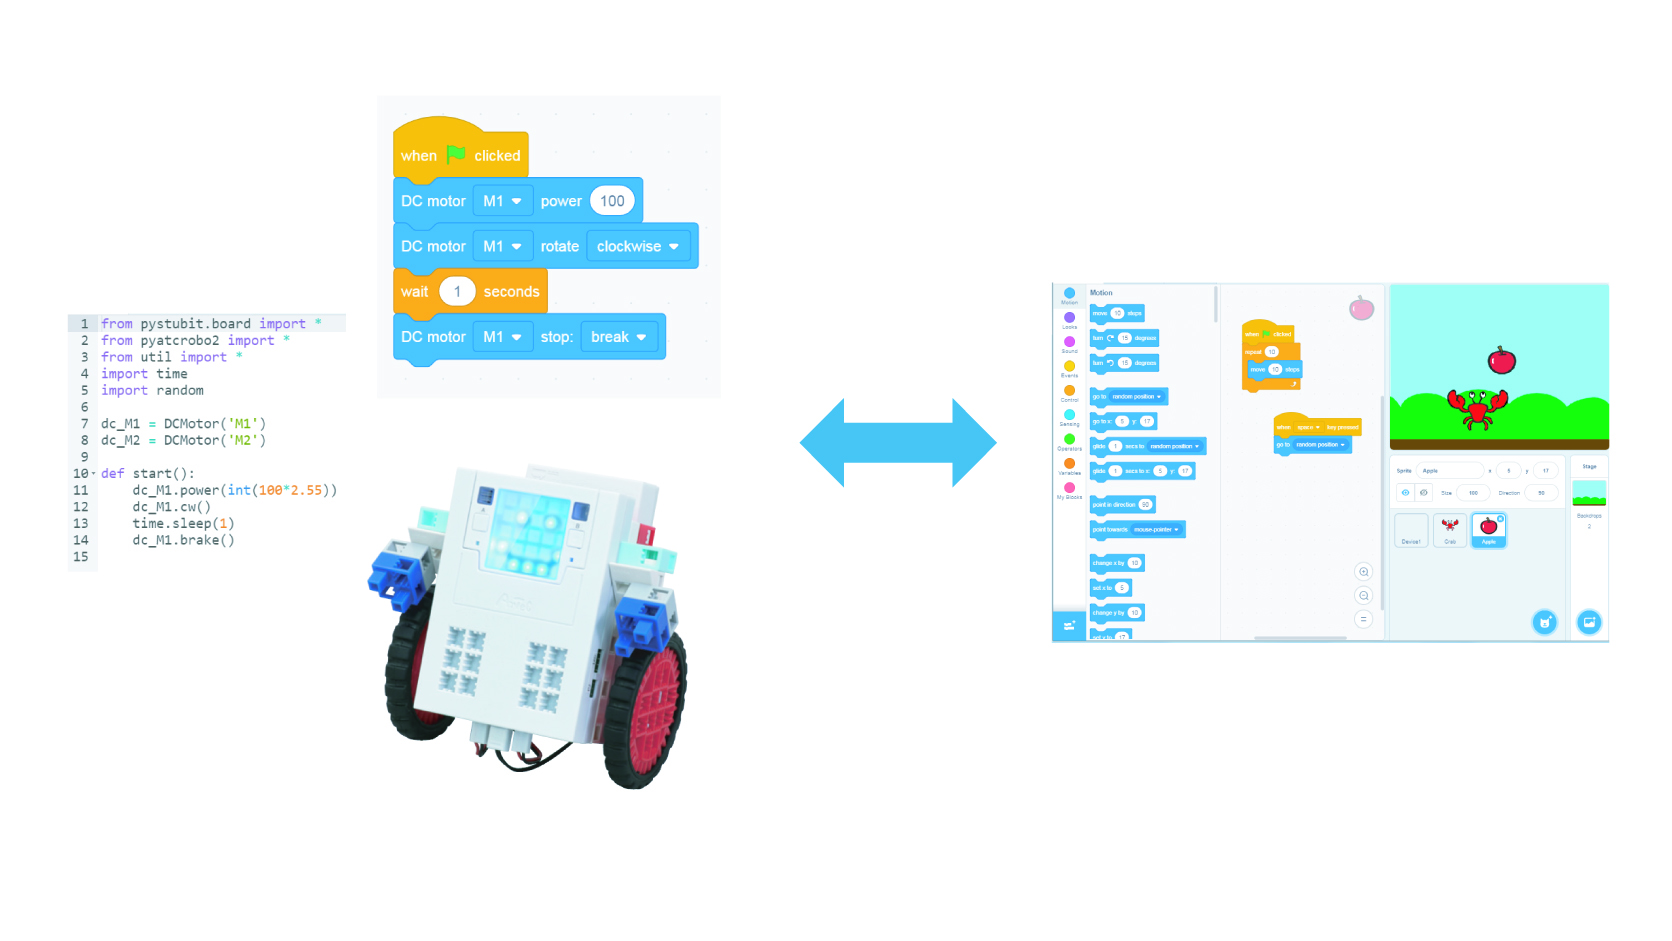 when clicked
DC motor M1 power 100
DC motor M1 rotate clockwise
wait 1 seconds
DC motor M1 stop: break
1 from pystubit.board import *
2 from pyatcrobo2 import *
3 from util import *
4 import time
5 import random
6
7 dc_M1 = DCMotor('M1')
8 dc_M2 = DCMotor('M2')
9
10 def start():
11 dc_M1.power(int(100*2.55))
12 dc_M1.cw()
13 time.sleep(1)
14 dc_M1.brake()
15
Motion
Looks
Sound
Events
Control
Sensing
Operators
Variables
My Blocks
Motion
move 10 steps
turn 15 degrees
turn 15 degrees
go to random position
go to x: 5 y: 17
glide 1 secs to random position
glide 1 secs to x: 5 y: 17
point in direction 90
point towards mouse-pointer
change x by 10
set x to 5
change y by 10
set y to 17
when clicked
repeat 10
move 10 steps
when space key pressed
go to random position
Sprite Apple x 5 y 17
Size 100 Direction 90
Device1
Crab
Apple
Stage
Backdrops
2